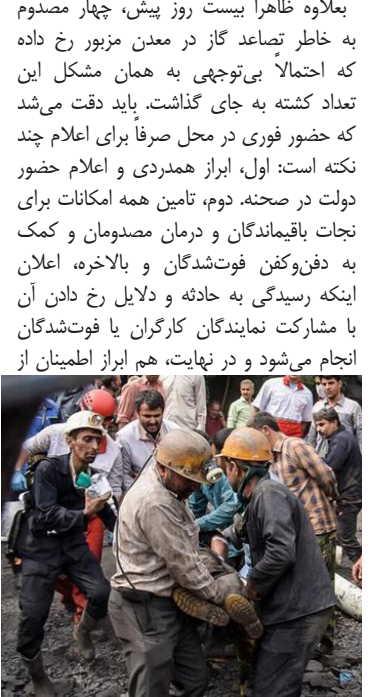 بعلاوه ظاهراً بیست روز پیش، چهار مصدوم
به خاطر تصاعد گاز در معدن مزبور رخ داده
که احتمالاً بی‌توجهی به همان مشکل این
تعداد کشته به جای گذاشت. باید دقت می‌شد
که حضور فوری در محل صرفاً برای اعلام چند
نکته است: اول، ابراز همدردی و اعلام حضور
دولت در صحنه. دوم، تامین همه امکانات برای
نجات باقیماندگان و درمان مصدومان و کمک
به دفن‌وکفن فوت‌شدگان و بالاخره، اعلان
اینکه رسیدگی به حادثه و دلایل رخ دادن آن
با مشارکت نمایندگان کارگران یا فوت‌شدگان
انجام می‌شود و در نهایت، هم ابراز اطمینان از